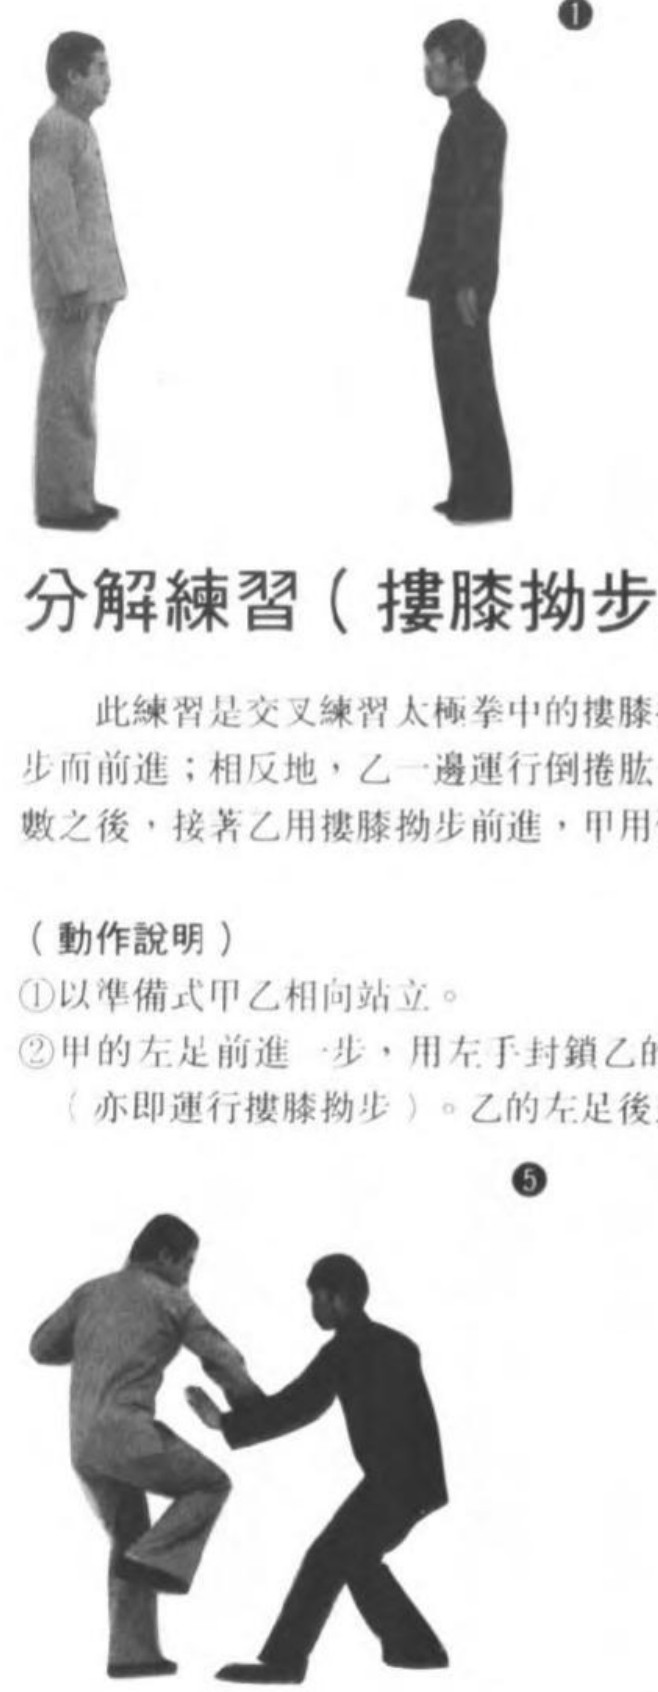 ❶
分解練習（摟膝拗步
此練習是交叉練習太極拳中的摟膝
步而前進；相反地，乙一邊運行倒捲肱
數之後，接著乙用摟膝拗步前進，甲用
（動作說明）
①以準備式甲乙相向站立。
②甲的左足前進一步，用左手封鎖乙的
（亦即運行摟膝拗步）。乙的左足後
❺